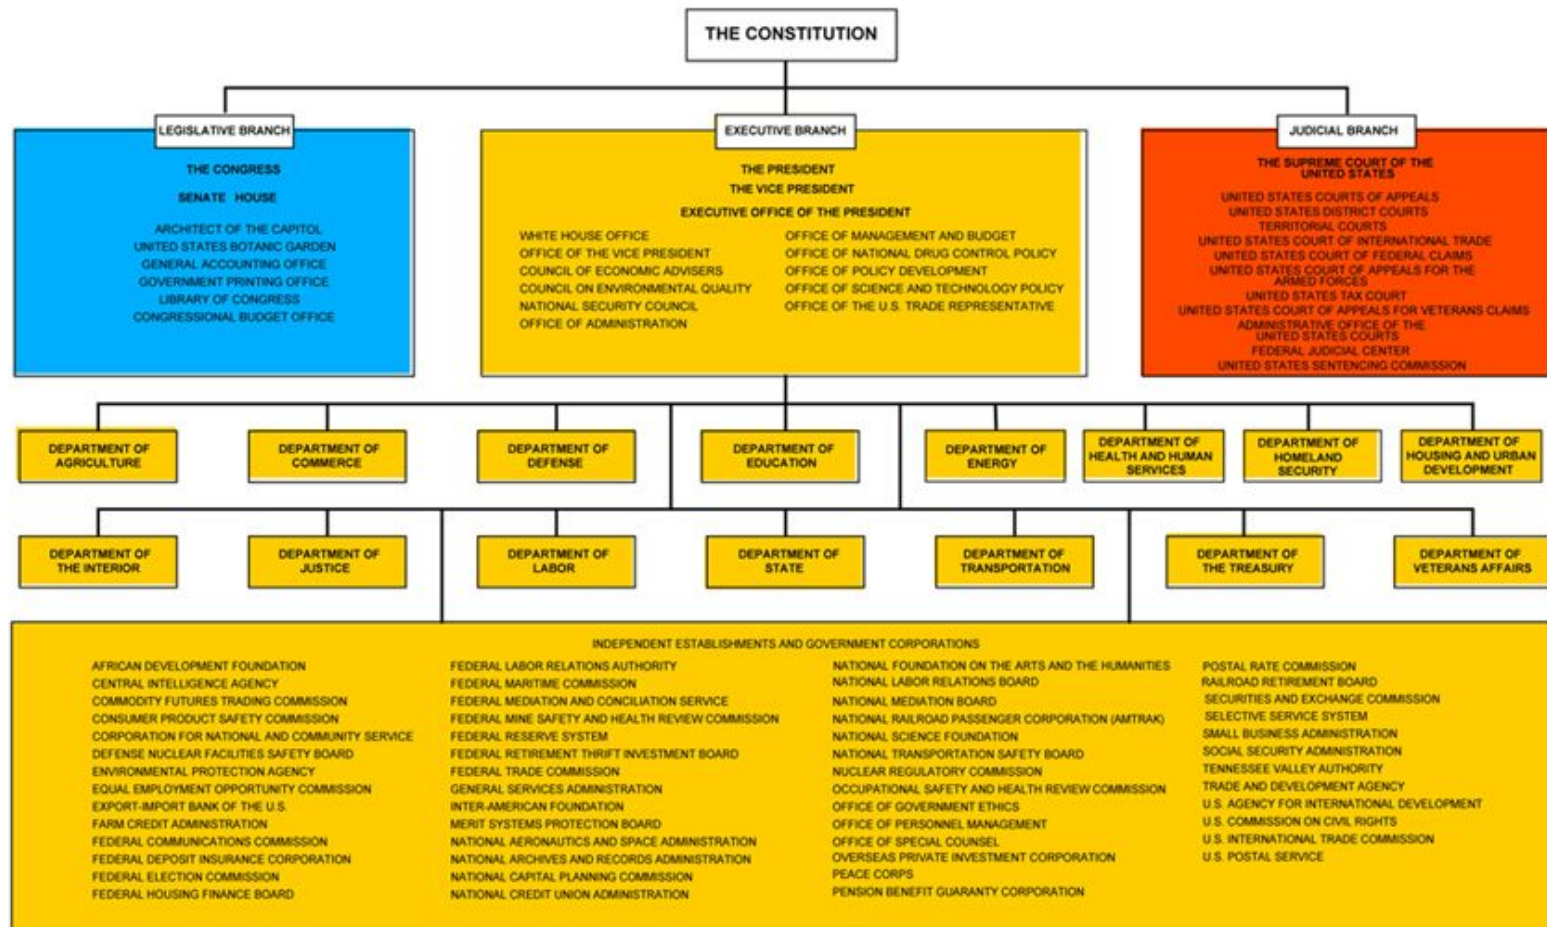 THE CONSTITUTION
LEGISLATIVE BRANCH
THE CONGRESS
SENATE HOUSE
ARCHITECT OF THE CAPITOL
UNITED STATES BOTANIC GARDEN
GENERAL ACCOUNTING OFFICE
GOVERNMENT PRINTING OFFICE
LIBRARY OF CONGRESS
CONGRESSIONAL BUDGET OFFICE
EXECUTIVE BRANCH
THE PRESIDENT
THE VICE PRESIDENT
EXECUTIVE OFFICE OF THE PRESIDENT
WHITE HOUSE OFFICE
OFFICE OF THE VICE PRESIDENT
COUNCIL OF ECONOMIC ADVISERS
COUNCIL ON ENVIRONMENTAL QUALITY
NATIONAL SECURITY COUNCIL
OFFICE OF ADMINISTRATION
OFFICE OF MANAGEMENT AND BUDGET
OFFICE OF NATIONAL DRUG CONTROL POLICY
OFFICE OF POLICY DEVELOPMENT
OFFICE OF SCIENCE AND TECHNOLOGY POLICY
OFFICE OF THE U.S. TRADE REPRESENTATIVE
JUDICIAL BRANCH
THE SUPREME COURT OF THE
UNITED STATES
UNITED STATES COURTS OF APPEALS
UNITED STATES DISTRICT COURTS
TERRITORIAL COURTS
UNITED STATES COURT OF INTERNATIONAL TRADE
UNITED STATES COURT OF FEDERAL CLAIMS
UNITED STATES COURT OF APPEALS FOR THE
ARMED FORCES
UNITED STATES TAX COURT
UNITED STATES COURT OF APPEALS FOR VETERANS CLAIMS
ADMINISTRATIVE OFFICE OF THE
UNITED STATES COURTS
FEDERAL JUDICIAL CENTER
UNITED STATES SENTENCING COMMISSION
DEPARTMENT OF
AGRICULTURE
DEPARTMENT OF
COMMERCE
DEPARTMENT OF
DEFENSE
DEPARTMENT OF
EDUCATION
DEPARTMENT OF
ENERGY
DEPARTMENT OF
HEALTH AND HUMAN
SERVICES
DEPARTMENT OF
HOMELAND
SECURITY
DEPARTMENT OF
HOUSING AND URBAN
DEVELOPMENT
DEPARTMENT OF
THE INTERIOR
DEPARTMENT OF
JUSTICE
DEPARTMENT OF
LABOR
DEPARTMENT OF
STATE
DEPARTMENT OF
TRANSPORTATION
DEPARTMENT OF
THE TREASURY
DEPARTMENT OF
VETERANS AFFAIRS
INDEPENDENT ESTABLISHMENTS AND GOVERNMENT CORPORATIONS
AFRICAN DEVELOPMENT FOUNDATION
CENTRAL INTELLIGENCE AGENCY
COMMODITY FUTURES TRADING COMMISSION
CONSUMER PRODUCT SAFETY COMMISSION
CORPORATION FOR NATIONAL AND COMMUNITY SERVICE
DEFENSE NUCLEAR FACILITIES SAFETY BOARD
ENVIRONMENTAL PROTECTION AGENCY
EQUAL EMPLOYMENT OPPORTUNITY COMMISSION
EXPORT-IMPORT BANK OF THE U.S.
FARM CREDIT ADMINISTRATION
FEDERAL COMMUNICATIONS COMMISSION
FEDERAL DEPOSIT INSURANCE CORPORATION
FEDERAL ELECTION COMMISSION
FEDERAL HOUSING FINANCE BOARD
FEDERAL LABOR RELATIONS AUTHORITY
FEDERAL MARITIME COMMISSION
FEDERAL MEDIATION AND CONCILIATION SERVICE
FEDERAL MINE SAFETY AND HEALTH REVIEW COMMISSION
FEDERAL RESERVE SYSTEM
FEDERAL RETIREMENT THRIFT INVESTMENT BOARD
FEDERAL TRADE COMMISSION
GENERAL SERVICES ADMINISTRATION
INTER-AMERICAN FOUNDATION
MERIT SYSTEMS PROTECTION BOARD
NATIONAL AERONAUTICS AND SPACE ADMINISTRATION
NATIONAL ARCHIVES AND RECORDS ADMINISTRATION
NATIONAL CAPITAL PLANNING COMMISSION
NATIONAL CREDIT UNION ADMINISTRATION
NATIONAL FOUNDATION ON THE ARTS AND THE HUMANITIES
NATIONAL LABOR RELATIONS BOARD
NATIONAL MEDIATION BOARD
NATIONAL RAILROAD PASSENGER CORPORATION (AMTRAK)
NATIONAL SCIENCE FOUNDATION
NATIONAL TRANSPORTATION SAFETY BOARD
NUCLEAR REGULATORY COMMISSION
OCCUPATIONAL SAFETY AND HEALTH REVIEW COMMISSION
OFFICE OF GOVERNMENT ETHICS
OFFICE OF PERSONNEL MANAGEMENT
OFFICE OF SPECIAL COUNSEL
OVERSEAS PRIVATE INVESTMENT CORPORATION
PEACE CORPS
PENSION BENEFIT GUARANTY CORPORATION
POSTAL RATE COMMISSION
RAILROAD RETIREMENT BOARD
SECURITIES AND EXCHANGE COMMISSION
SELECTIVE SERVICE SYSTEM
SMALL BUSINESS ADMINISTRATION
SOCIAL SECURITY ADMINISTRATION
TENNESSEE VALLEY AUTHORITY
TRADE AND DEVELOPMENT AGENCY
U.S. AGENCY FOR INTERNATIONAL DEVELOPMENT
U.S. COMMISSION ON CIVIL RIGHTS
U.S. INTERNATIONAL TRADE COMMISSION
U.S. POSTAL SERVICE